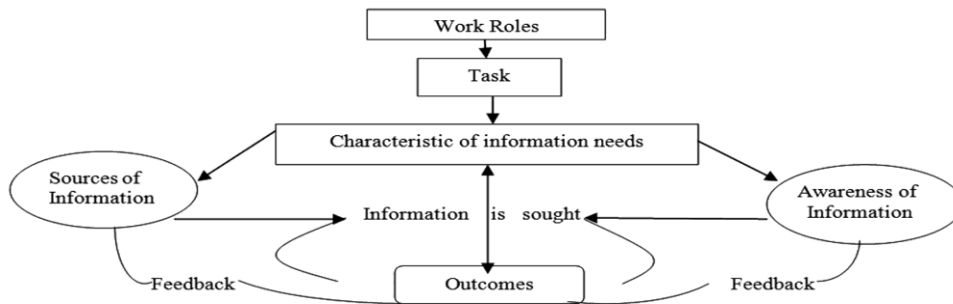 Work Roles
Task
Characteristic of information needs
Sources of
Information
Awareness of
Information
Information is sought
Feedback
Outcomes
Feedback